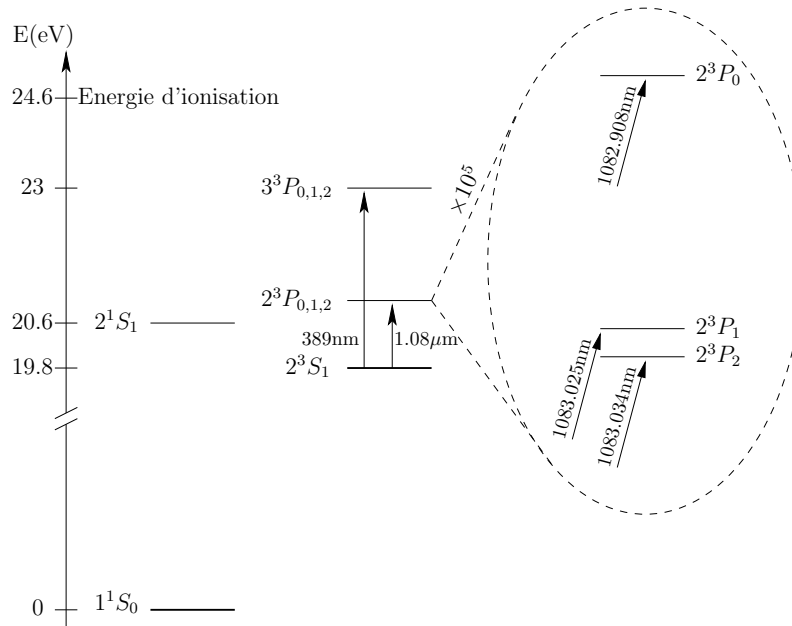 E(eV)
24.6 Energie d'ionisation
23
20.6
19.8
0
2¹S₁
1¹S₀
3³P₀,₁,₂
2³P₀,₁,₂
389nm
1.08μm
2³S₁
×10⁵
2³P₀
1082.908nm
2³P₁
1083.025nm
2³P₂
1083.034nm